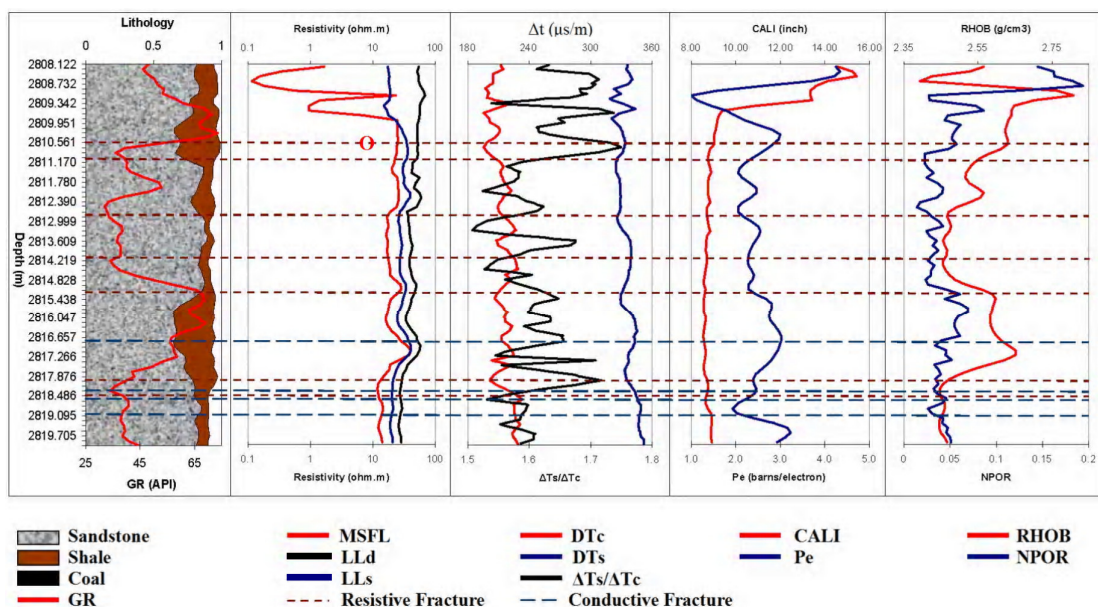 Lithology
0 0.5 1
Resistivity (ohm.m)
0.1 1 10 100
Δt (μs/m)
180 240 300 360
CALI (inch)
8.00 10.00 12.00 14.00 16.00
RHOB (g/cm3)
2.35 2.55 2.75
Depth (m)
2808.122
2808.732
2809.342
2809.951
2810.561
2811.170
2811.780
2812.390
2812.999
2813.609
2814.219
2814.828
2815.438
2816.047
2816.657
2817.266
2817.876
2818.486
2819.095
2819.705
25 45 65
GR (API)
0.1 1 10 100
Resistivity (ohm.m)
1.5 1.6 1.7 1.8
ΔTs/ΔTc
1.0 2.0 3.0 4.0 5.0
Pe (barns/electron)
0 0.05 0.1 0.15 0.2
NPOR
Sandstone MSFL DTc CALI RHOB
Shale LLd DTs Pe NPOR
Coal LLs ΔTs/ΔTc
GR Resistive Fracture Conductive Fracture